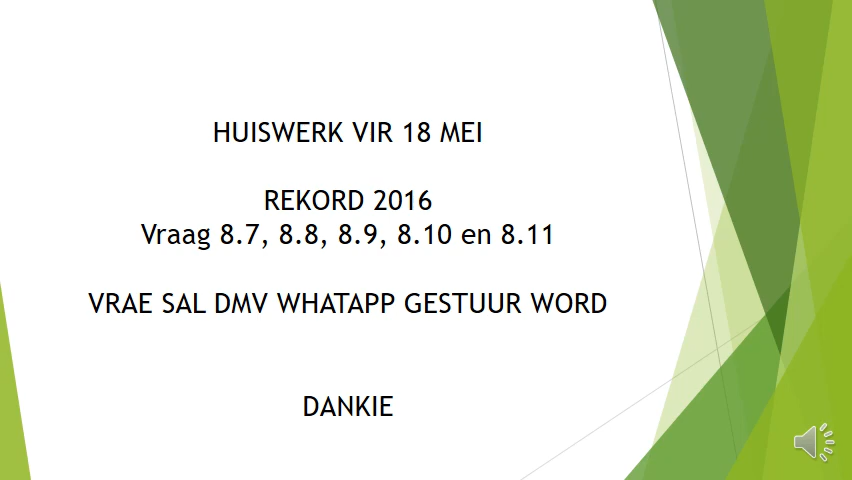 HUISWERK VIR 18 MEI
REKORD 2016
Vraag 8.7, 8.8, 8.9, 8.10 en 8.11
VRAE SAL DMV WHATAPP GESTUUR WORD
DANKIE